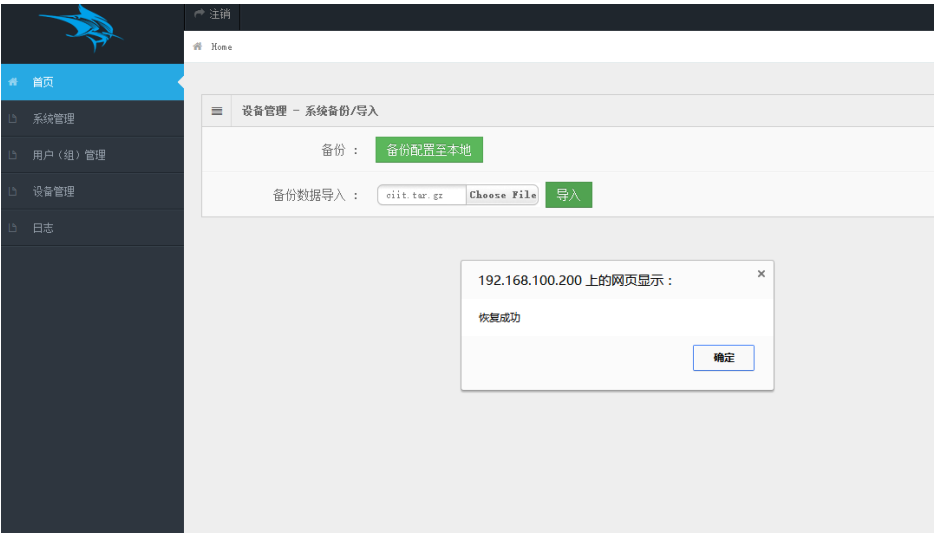 注销
Home
首页
系统管理
用户（组）管理
设备管理
日志
设备管理 - 系统备份/导入
备份 ： 备份配置至本地
备份数据导入 ： ciit.tar.gz Choose File 导入
192.168.100.200 上的网页显示：
恢复成功
确定